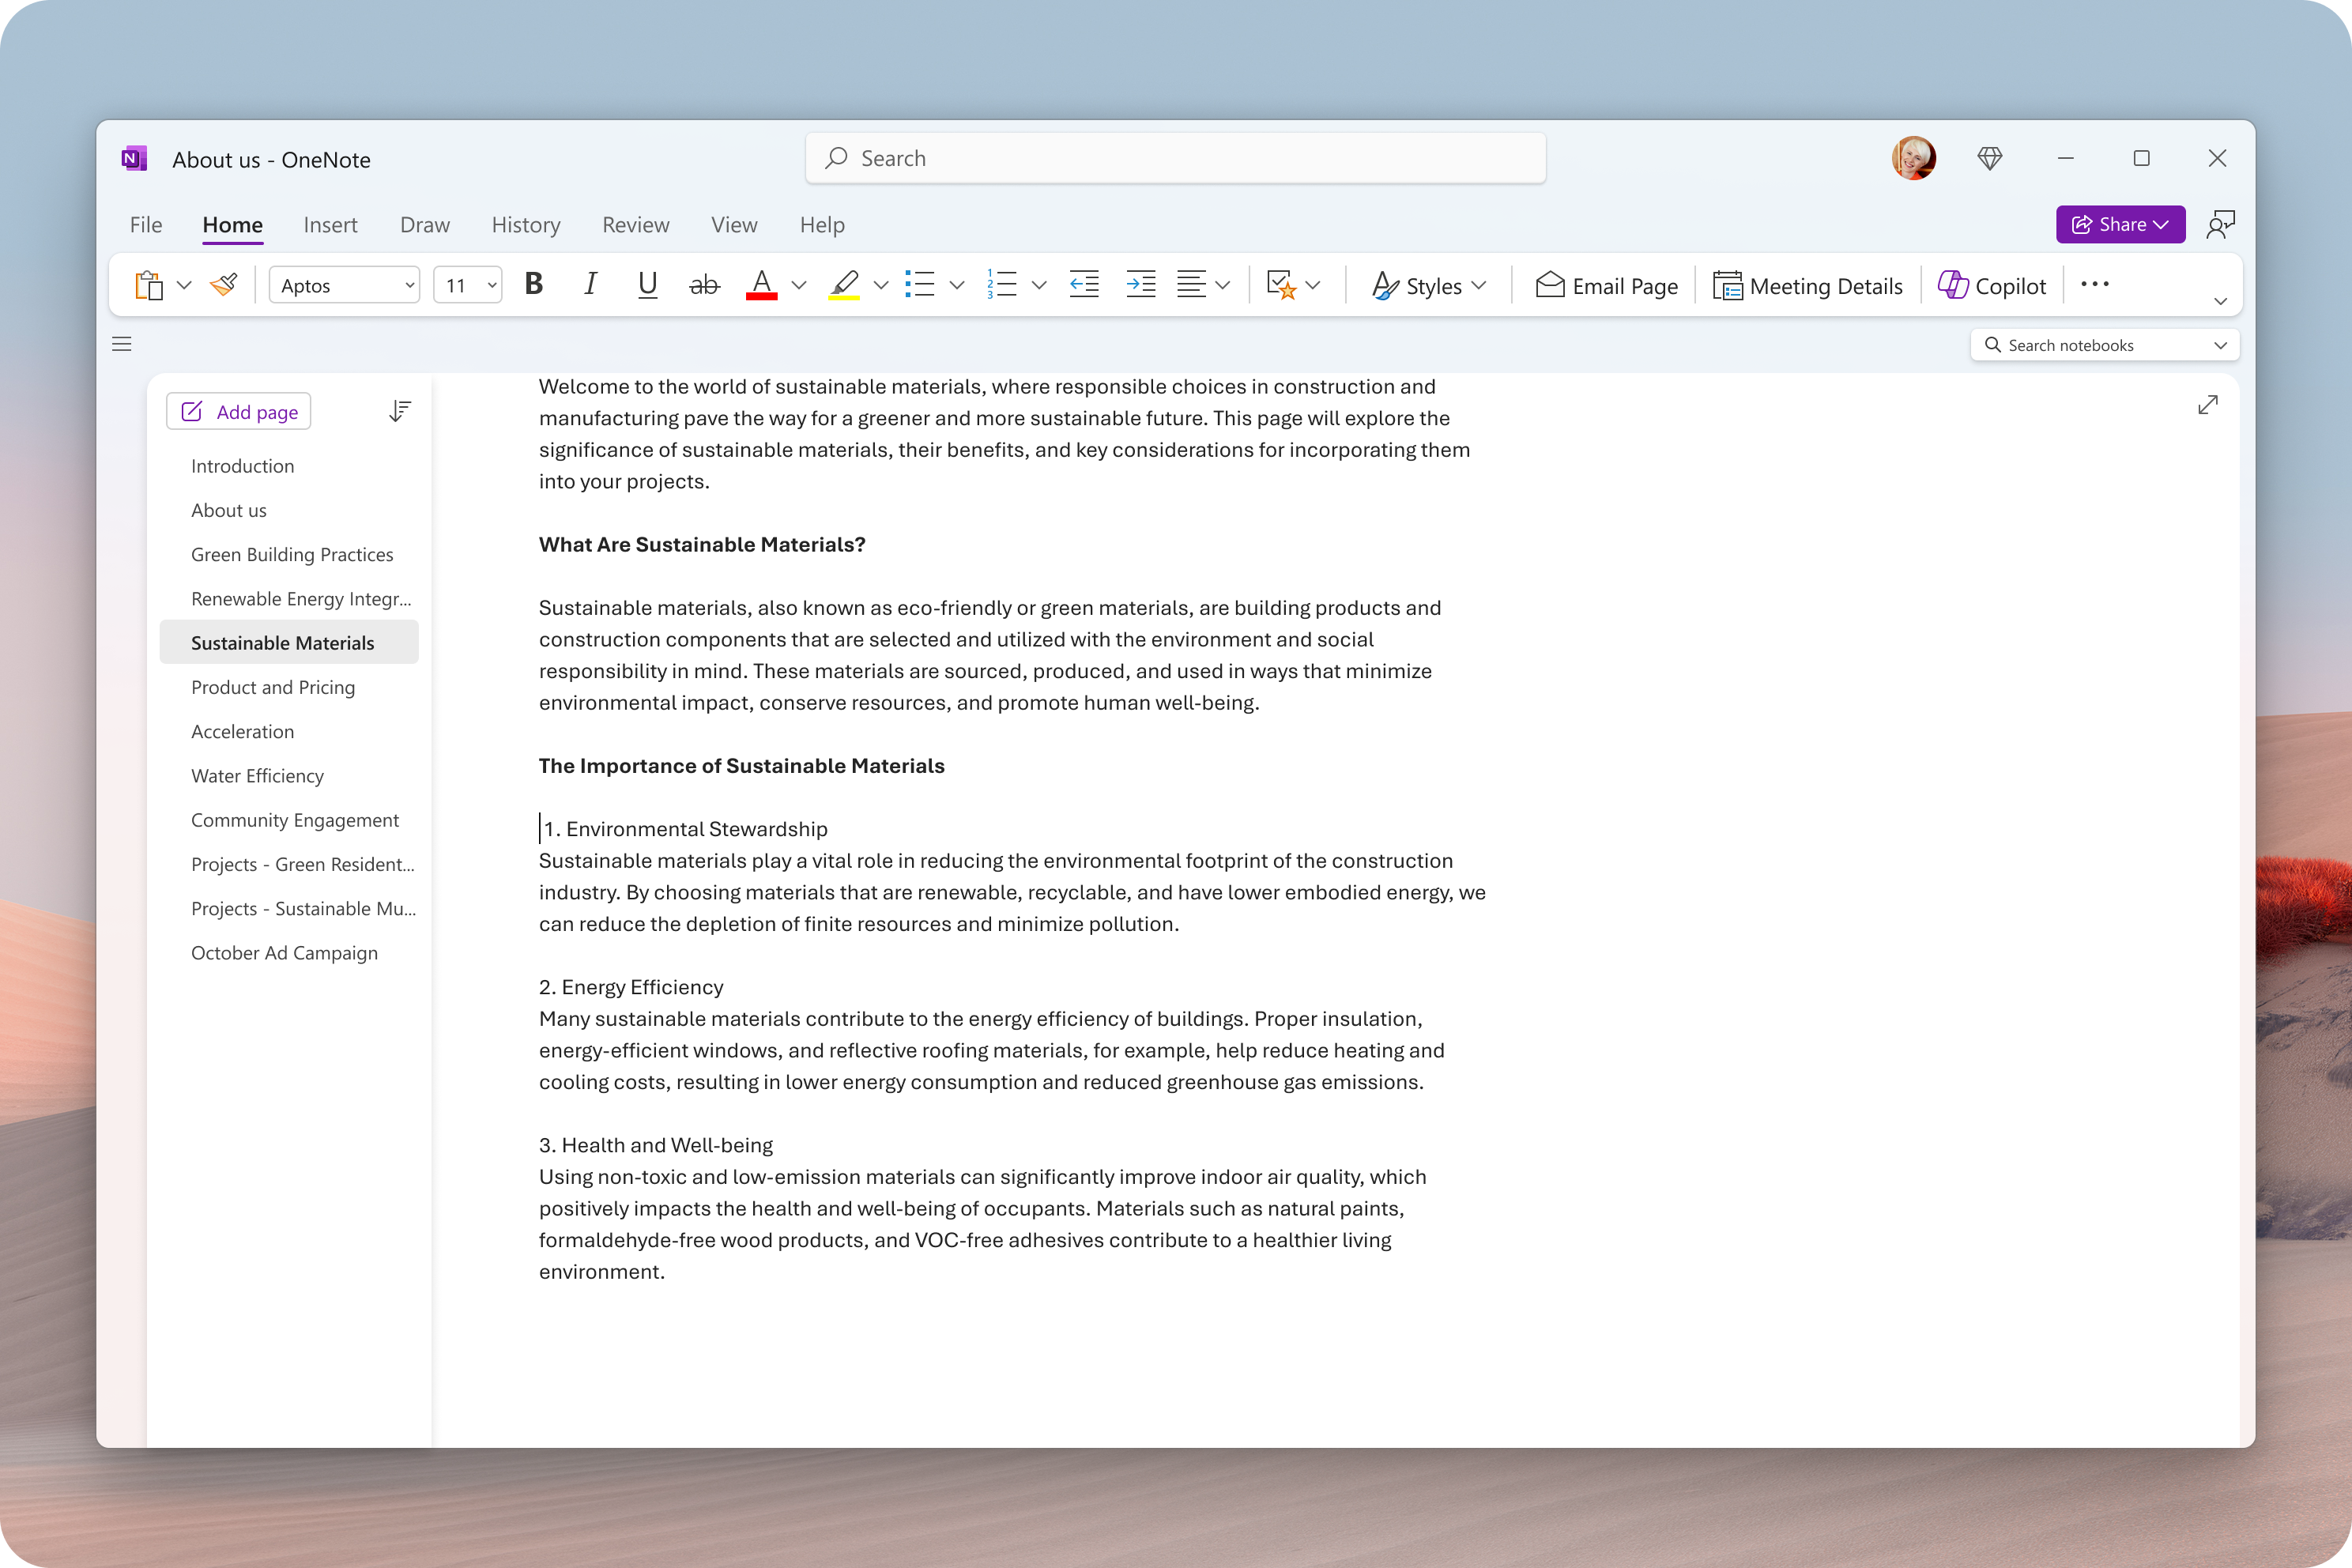 About us - OneNote
Search
File Home Insert Draw History Review View Help
Share
Aptos 11 B I U ab A Styles Email Page Meeting Details Copilot
Search notebooks
Add page
Introduction
About us
Green Building Practices
Renewable Energy Integr...
Sustainable Materials
Product and Pricing
Acceleration
Water Efficiency
Community Engagement
Projects - Green Resident...
Projects - Sustainable Mu...
October Ad Campaign
Welcome to the world of sustainable materials, where responsible choices in construction and
manufacturing pave the way for a greener and more sustainable future. This page will explore the
significance of sustainable materials, their benefits, and key considerations for incorporating them
into your projects.
What Are Sustainable Materials?
Sustainable materials, also known as eco-friendly or green materials, are building products and
construction components that are selected and utilized with the environment and social
responsibility in mind. These materials are sourced, produced, and used in ways that minimize
environmental impact, conserve resources, and promote human well-being.
The Importance of Sustainable Materials
1. Environmental Stewardship
Sustainable materials play a vital role in reducing the environmental footprint of the construction
industry. By choosing materials that are renewable, recyclable, and have lower embodied energy, we
can reduce the depletion of finite resources and minimize pollution.
2. Energy Efficiency
Many sustainable materials contribute to the energy efficiency of buildings. Proper insulation,
energy-efficient windows, and reflective roofing materials, for example, help reduce heating and
cooling costs, resulting in lower energy consumption and reduced greenhouse gas emissions.
3. Health and Well-being
Using non-toxic and low-emission materials can significantly improve indoor air quality, which
positively impacts the health and well-being of occupants. Materials such as natural paints,
formaldehyde-free wood products, and VOC-free adhesives contribute to a healthier living
environment.